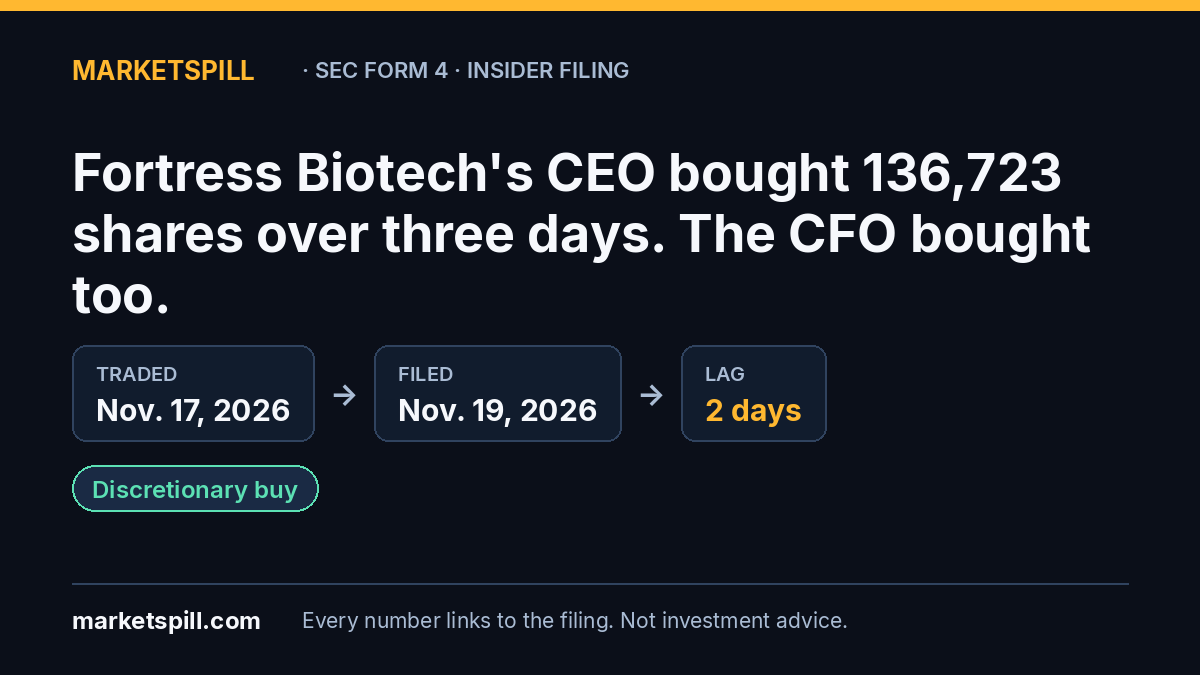 MARKETSPILL · SEC FORM 4 · INSIDER FILING
Fortress Biotech's CEO bought 136,723
shares over three days. The CFO bought
too.
TRADED
Nov. 17, 2026
→
FILED
Nov. 19, 2026
→
LAG
2 days
Discretionary buy
marketspill.com Every number links to the filing. Not investment advice.